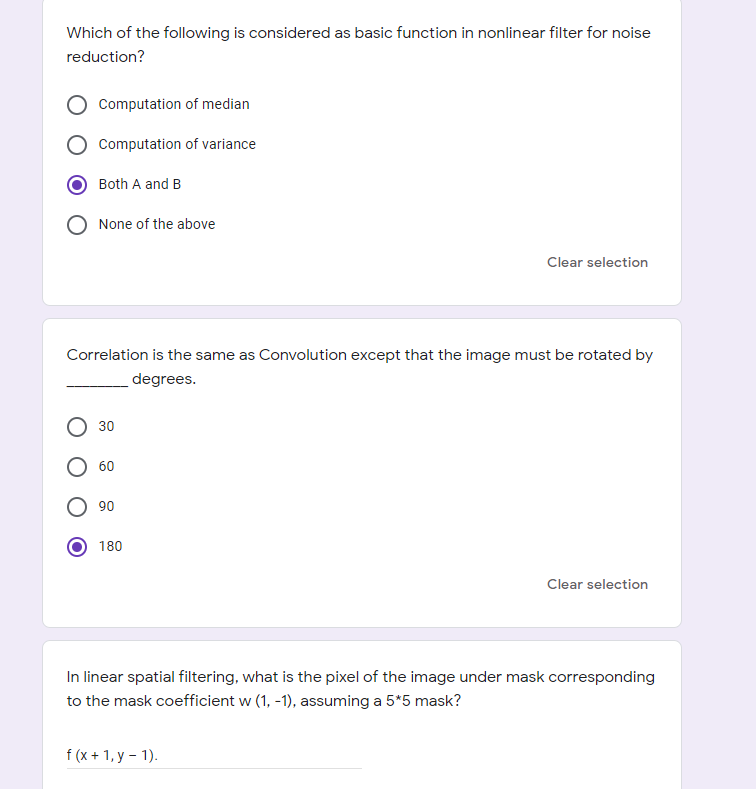 Which of the following is considered as basic function in nonlinear filter for noise
reduction?
Computation of median
Computation of variance
Both A and B
None of the above
Clear selection
Correlation is the same as Convolution except that the image must be rotated by
________ degrees.
30
60
90
180
Clear selection
In linear spatial filtering, what is the pixel of the image under mask corresponding
to the mask coefficient w (1, -1), assuming a 5*5 mask?
f (x + 1, y − 1).